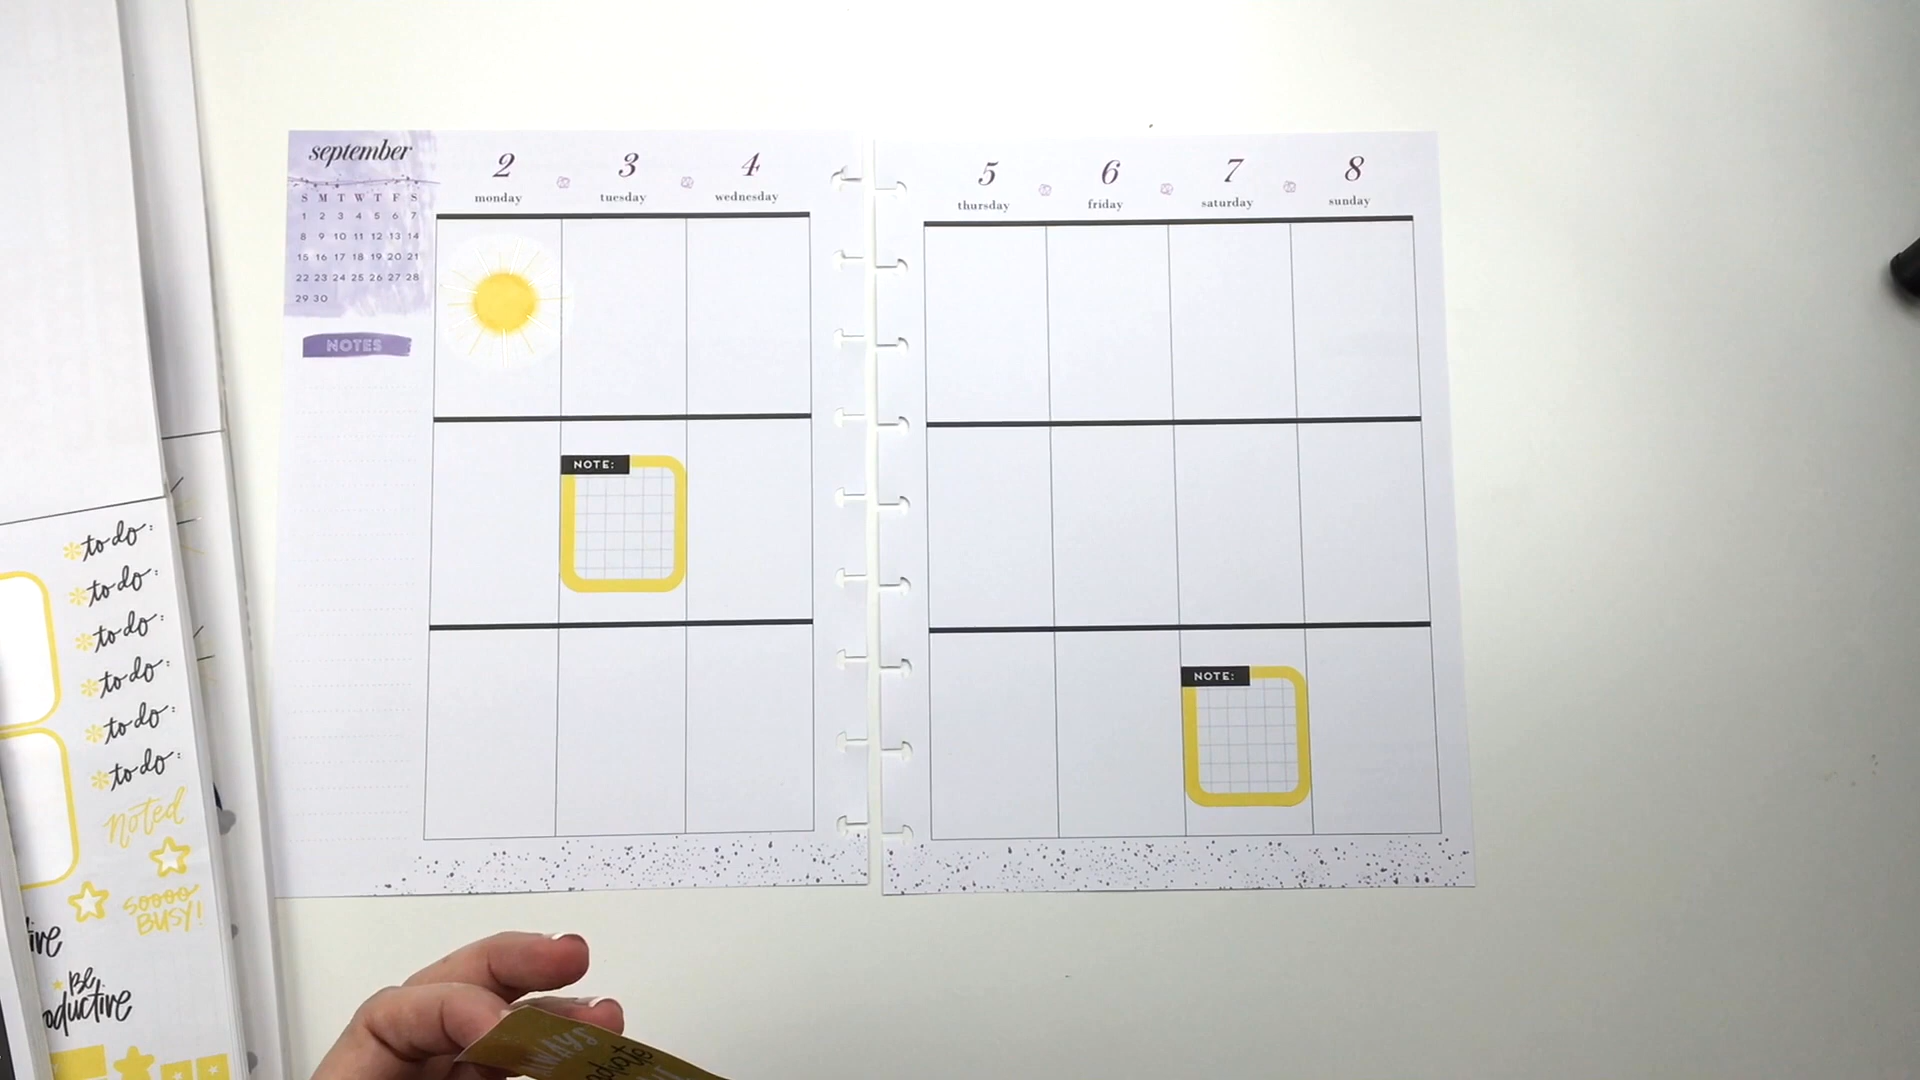 september
S M T W T F S
1 2 3 4 5 6 7
8 9 10 11 12 13 14
15 16 17 18 19 20 21
22 23 24 25 26 27 28
29 30
NOTES
2 3 4
monday tuesday wednesday
5 6 7 8
thursday friday saturday sunday
NOTE:
NOTE:
to do:
to do:
to do:
to do:
to do:
to do:
noted
soooo
BUSY!
BE